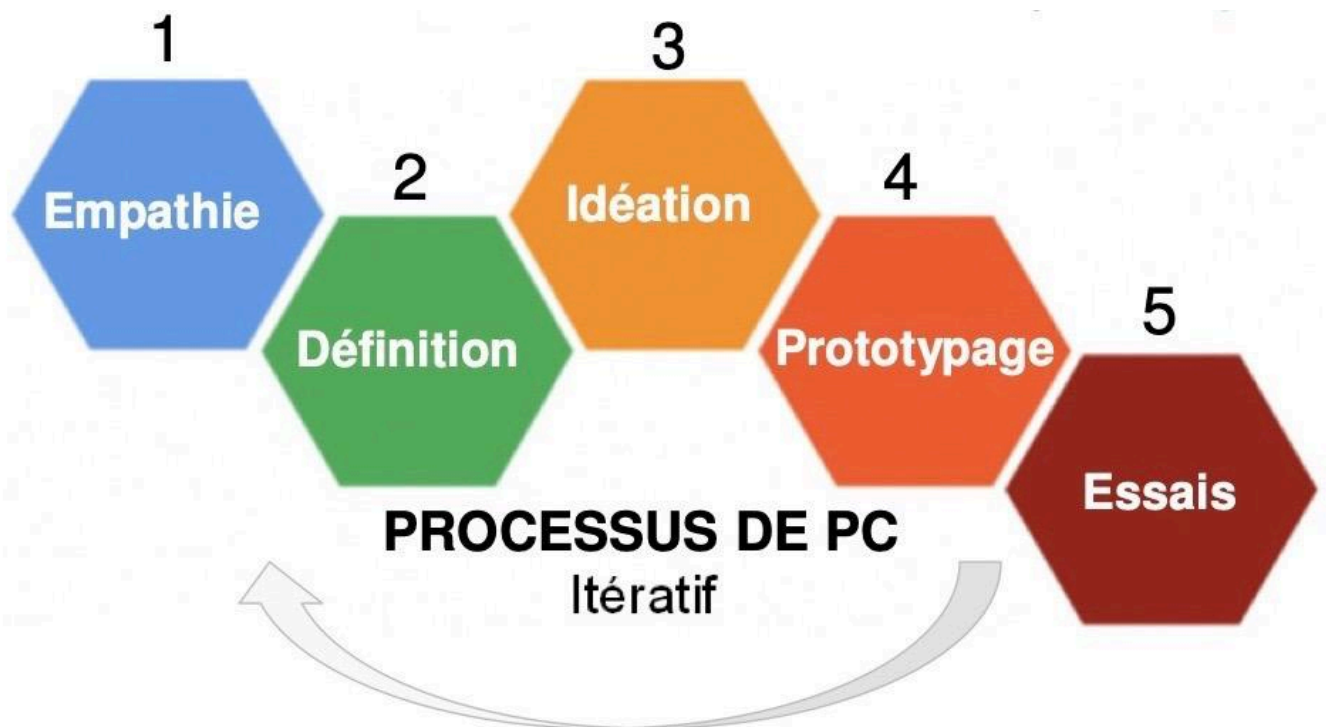 1
Empathie
2
Définition
3
Idéation
4
Prototypage
5
Essais
PROCESSUS DE PC
Itératif